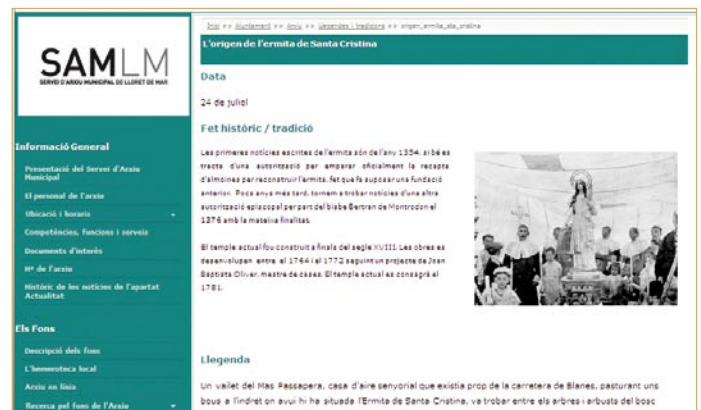 Inici >> Ajuntament >> Arxiu >> Llegendes i tradicions >> origen_ermita_sta_cristina
L'origen de l'ermita de Santa Cristina
SAMLM
SERVEI D'ARXIU MUNICIPAL DE LLORET DE MAR
Informació General
Presentació del Servei d'Arxiu
Municipal
El personal de l'arxiu
Ubicació i horaris
Competències, funcions i serveis
Documents d'interès
Nº de l'arxiu
Històric de les notícies de l'apartat
Actualitat
Els Fons
Descripció dels fons
L'hemeroteca local
Arxiu en línia
Recerca pel fons de l'Arxiu
Data
24 de juliol
Fet històric / tradició
Les primeres notícies escrites de l'ermita són de l'any 1354, si bé es
tracta d'una autorització per emparar oficialment la recapta
d'almoines per reconstruir l'ermita, fet que fa suposar una fundació
anterior. Pocs anys més tard, tornem a trobar notícies d'una altra
autorització episcopal per part del bisbe Bertran de Montrodon el
1376 amb la mateixa finalitat.
El temple actual fou construït a finals del segle XVIII. Les obres es
desenvolupen entre el 1764 i el 1772 seguint un projecte de Joan
Baptista Oliver, mestre de cases. El temple actual es consagrà el
1781.
Llegenda
Un vailet del Mas Passapera, casa d'aire senyorial que existia prop de la carretera de Blanes, pasturant uns
bous a l'indret on avui hi ha situada l'Ermita de Santa Cristina, va trobar entre els arbres i arbusts del bosc